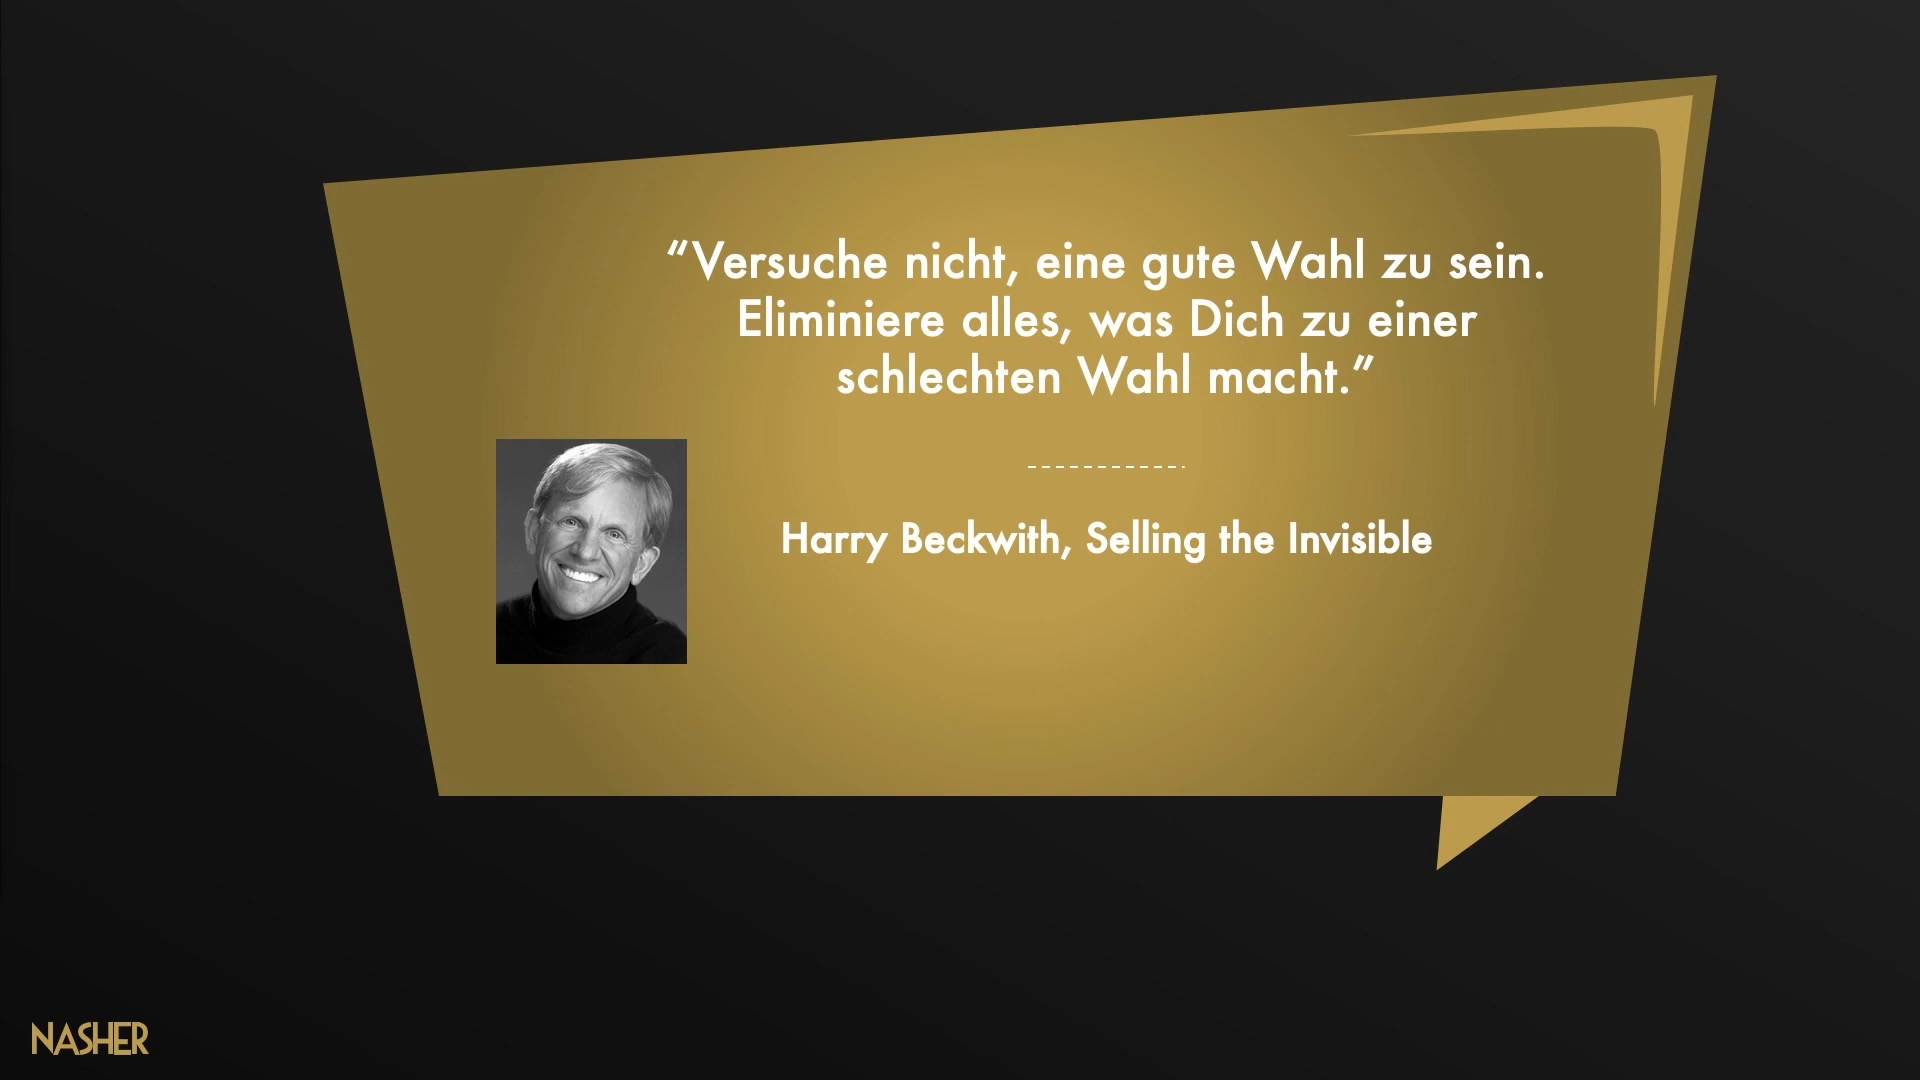 “Versuche nicht, eine gute Wahl zu sein.
Eliminiere alles, was Dich zu einer
schlechten Wahl macht.”
Harry Beckwith, Selling the Invisible
NASHER